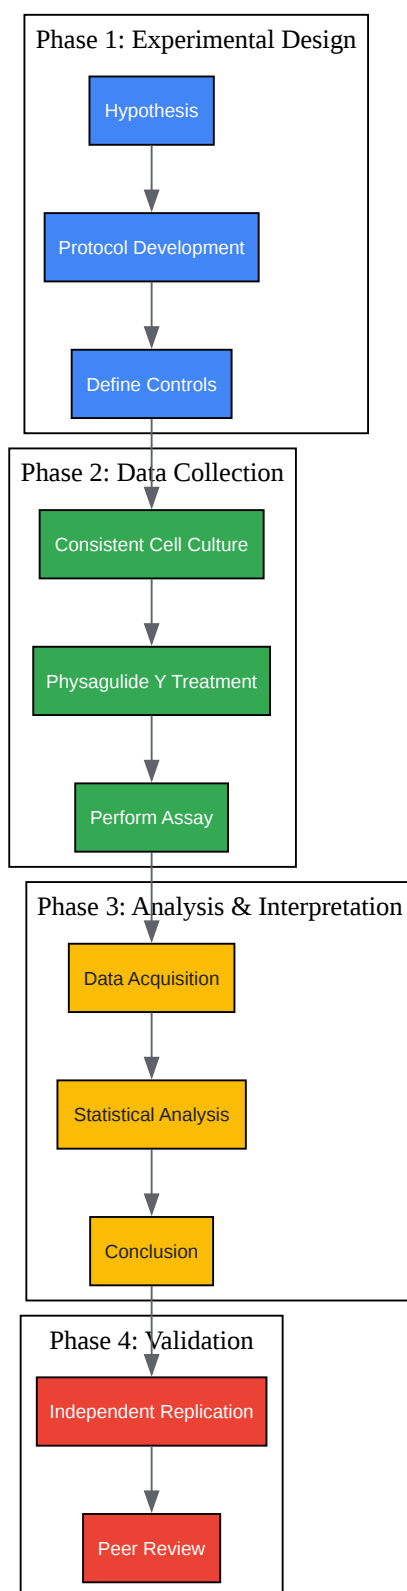 Phase 1: Experimental Design
Hypothesis
Protocol Development
Define Controls
Phase 2: Data Collection
Consistent Cell Culture
Physagulide Y Treatment
Perform Assay
Phase 3: Analysis & Interpretation
Data Acquisition
Statistical Analysis
Conclusion
Phase 4: Validation
Independent Replication
Peer Review